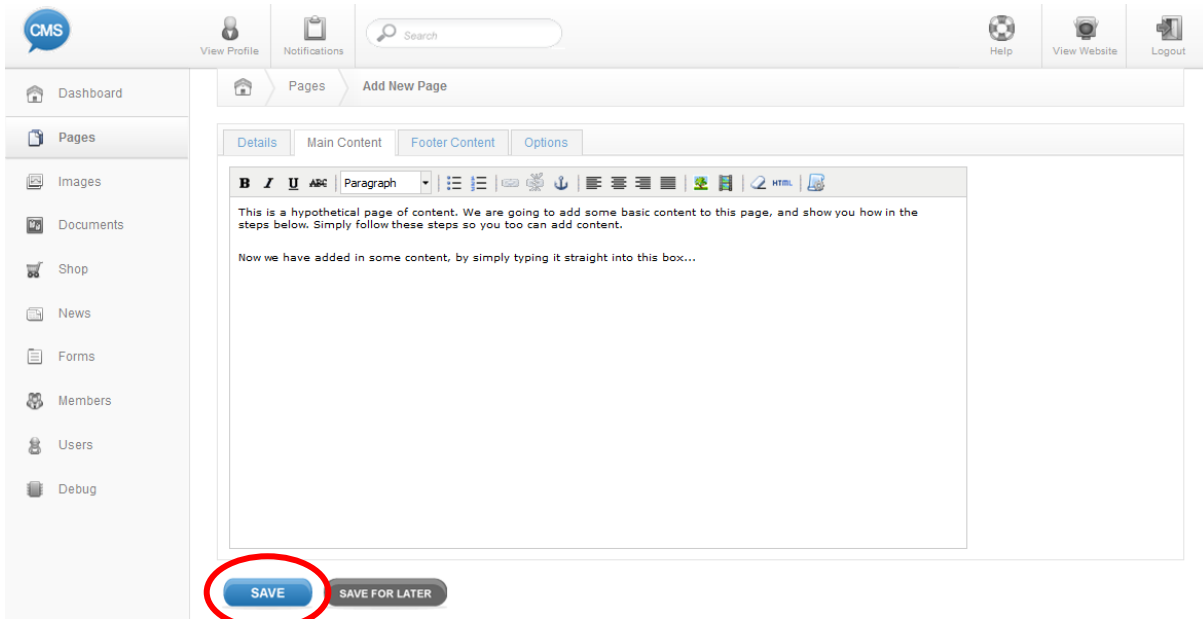 CMS
View Profile
Notifications
Search
Help
View Website
Logout
Dashboard
Pages
Images
Documents
Shop
News
Forms
Members
Users
Debug
Pages
Add New Page
Details
Main Content
Footer Content
Options
B I U ABC Paragraph HTML
This is a hypothetical page of content. We are going to add some basic content to this page, and show you how in the
steps below. Simply follow these steps so you too can add content.
Now we have added in some content, by simply typing it straight into this box...
SAVE
SAVE FOR LATER